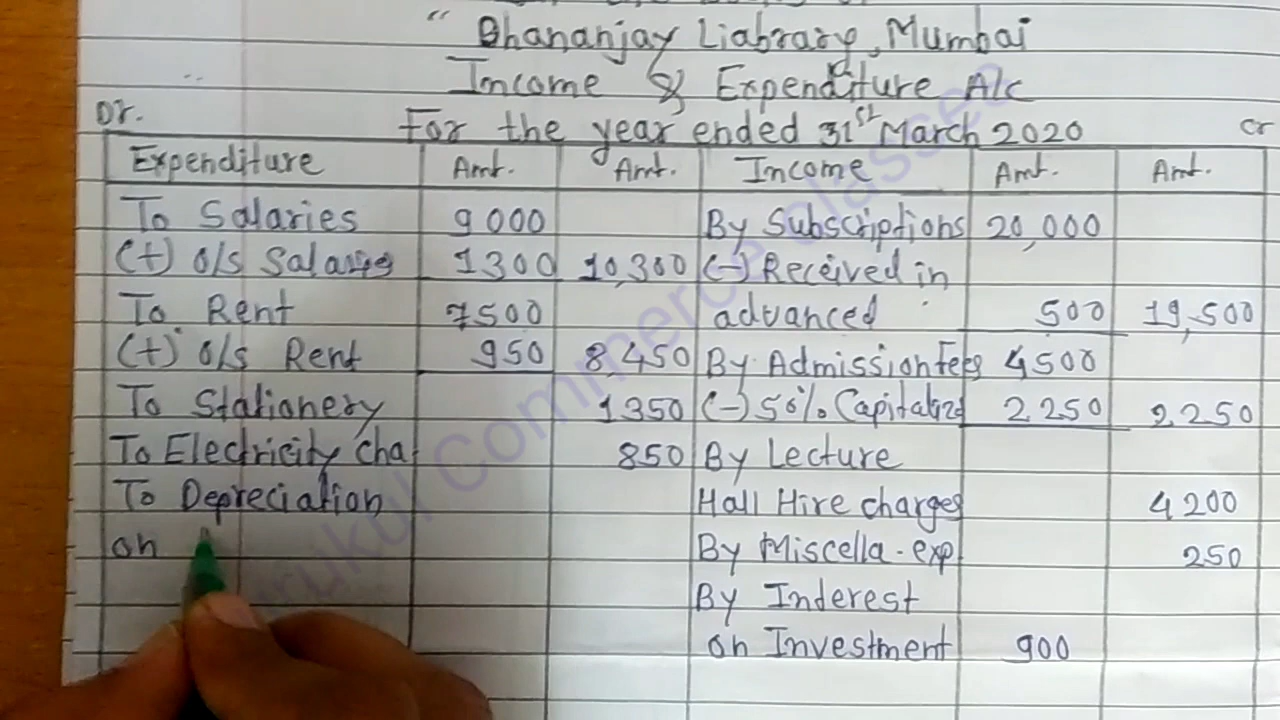 " Dhananjay Liabrary, Mumbai
Income & Expenditure A/c
Dr. For the year ended 31st March 2020 Cr
Expenditure Amt. Amt. Income Amt. Amt.
To Salaries 9000 By Subscriptions 20,000
(+) o/s Salaries 1300 10,300 (-) Received in
To Rent 7500 advanced 500 19,500
(+) o/s Rent 950 8,450 By Admission Fees 4500
To Stationery 1350 (-) 50% Capitalized 2250 2250
To Electricity Cha 850 By Lecture
To Depreciation Hall Hire charges 4200
on By Miscella - exp 250
By Inderest
on Investment 900